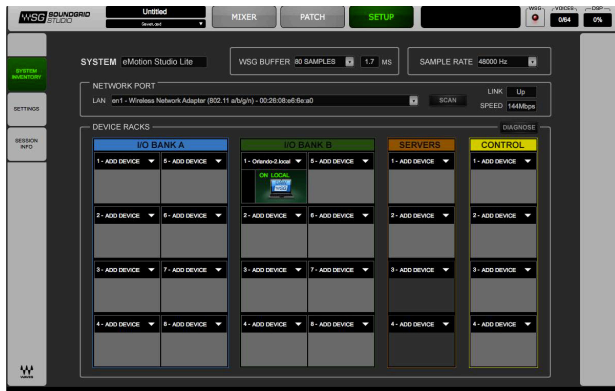 WSG SOUNDGRID STUDIO
Untitled
Save/Load
MIXER
PATCH
SETUP
WSG
VOICES
0/64
DSP
0%
SYSTEM INVENTORY
SETTINGS
SESSION INFO
SYSTEM eMotion Studio Lite
WSG BUFFER 80 SAMPLES 1.7 MS
SAMPLE RATE 48000 Hz
NETWORK PORT
LAN en1 - Wireless Network Adapter (802.11 a/b/g/n) - 00:26:08:e6:6e:a0
SCAN
LINK Up
SPEED 144Mbps
DEVICE RACKS
DIAGNOSE
I/O BANK A
I/O BANK B
SERVERS
CONTROL
1 - ADD DEVICE 5 - ADD DEVICE 1 - Orlando-2.local 5 - ADD DEVICE 1 - ADD DEVICE 1 - ADD DEVICE
ON LOCAL
2 - ADD DEVICE 6 - ADD DEVICE 2 - ADD DEVICE 6 - ADD DEVICE 2 - ADD DEVICE 2 - ADD DEVICE
3 - ADD DEVICE 7 - ADD DEVICE 3 - ADD DEVICE 7 - ADD DEVICE 3 - ADD DEVICE 3 - ADD DEVICE
4 - ADD DEVICE 8 - ADD DEVICE 4 - ADD DEVICE 8 - ADD DEVICE 4 - ADD DEVICE 4 - ADD DEVICE
WAVES